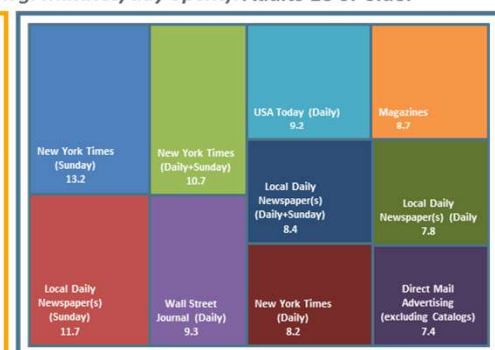 New York Times
(Sunday)
13.2
New York Times
(Daily+Sunday)
10.7
USA Today (Daily)
9.2
Magazines
8.7
Local Daily
Newspaper(s)
(Daily+Sunday)
8.4
Local Daily
Newspaper(s) (Daily
7.8
Local Daily
Newspaper(s)
(Sunday)
11.7
Wall Street
Journal (Daily)
9.3
New York Times
(Daily)
8.2
Direct Mail
Advertising
(excluding Catalogs)
7.4